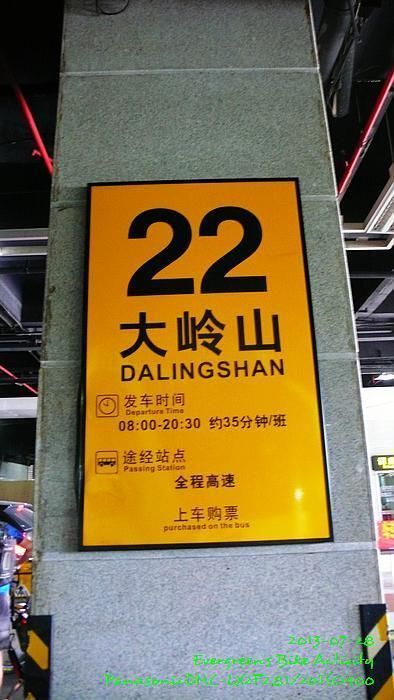 22
大岭山
DALINGSHAN
发车时间
Departure Time
08:00-20:30 约35分钟/班
途经站点
Passing Station
全程高速
上车购票
purchased on the bus
2013-07-28
Evergreens Bike Activity